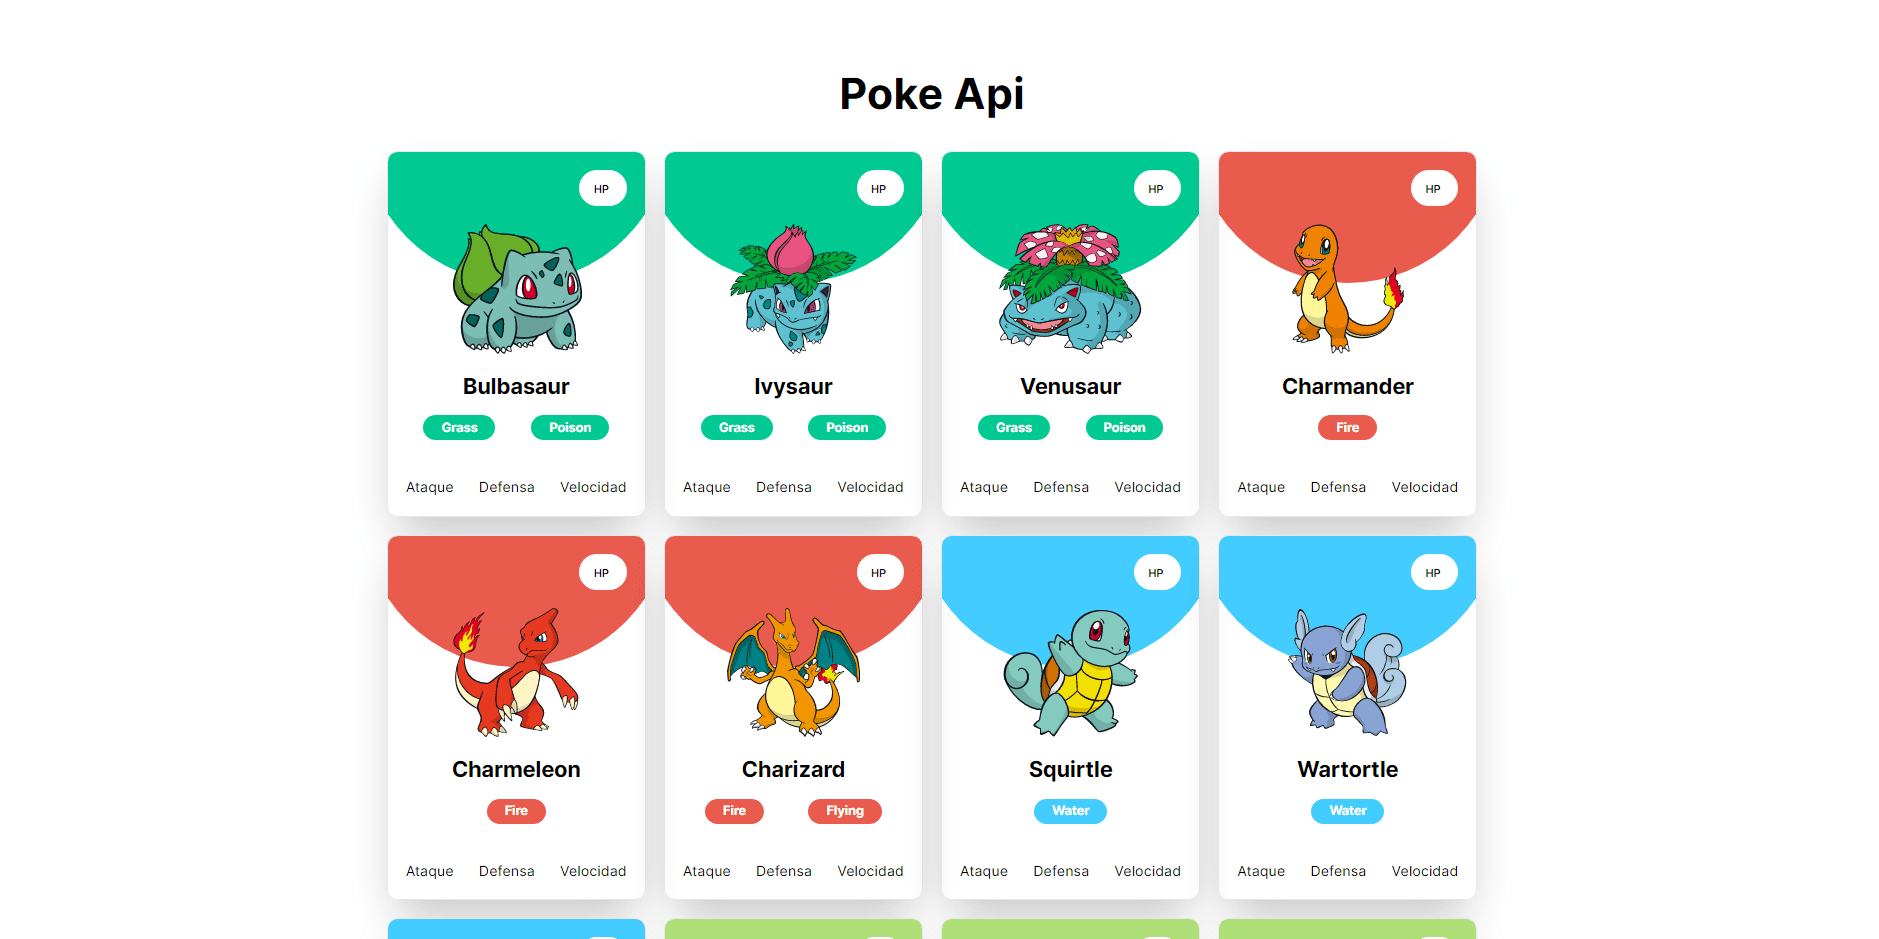 Poke Api
HP
HP
HP
HP
Bulbasaur
Ivysaur
Venusaur
Charmander
Grass Poison
Grass Poison
Grass Poison
Fire
Ataque Defensa Velocidad
Ataque Defensa Velocidad
Ataque Defensa Velocidad
Ataque Defensa Velocidad
HP
HP
HP
HP
Charmeleon
Charizard
Squirtle
Wartortle
Fire
Fire Flying
Water
Water
Ataque Defensa Velocidad
Ataque Defensa Velocidad
Ataque Defensa Velocidad
Ataque Defensa Velocidad